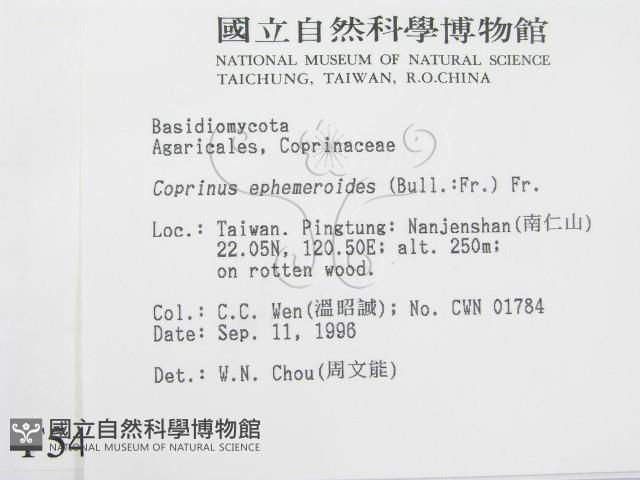 國立自然科學博物館
NATIONAL MUSEUM OF NATURAL SCIENCE
TAICHUNG, TAIWAN, R.O.CHINA
Basidiomycota
Agaricales, Coprinaceae
Coprinus ephemeroides (Bull.:Fr.) Fr.
Loc.: Taiwan. Pingtung: Nanjenshan(南仁山)
22.05N, 120.50E; alt. 250m;
on rotten wood.
Col.: C.C. Wen(溫昭誠); No. CWN 01784
Date: Sep. 11, 1996
Det.: W.N. Chou(周文能)
國立自然科學博物館
NATIONAL MUSEUM OF NATURAL SCIENCE
54